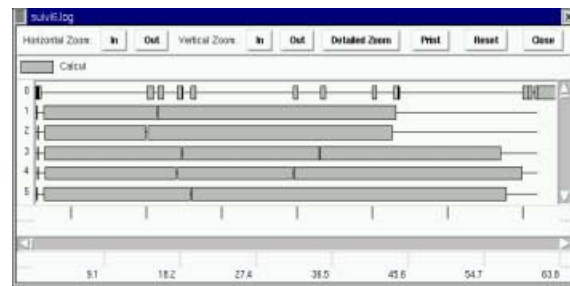 suivi6.log
Horizontal Zoom: In Out Vertical Zoom: In Out Detailed Zoom Print Reset Close
Calcul
0
1
2
3
4
5
9.1 18.2 27.4 36.5 45.6 54.7 63.8